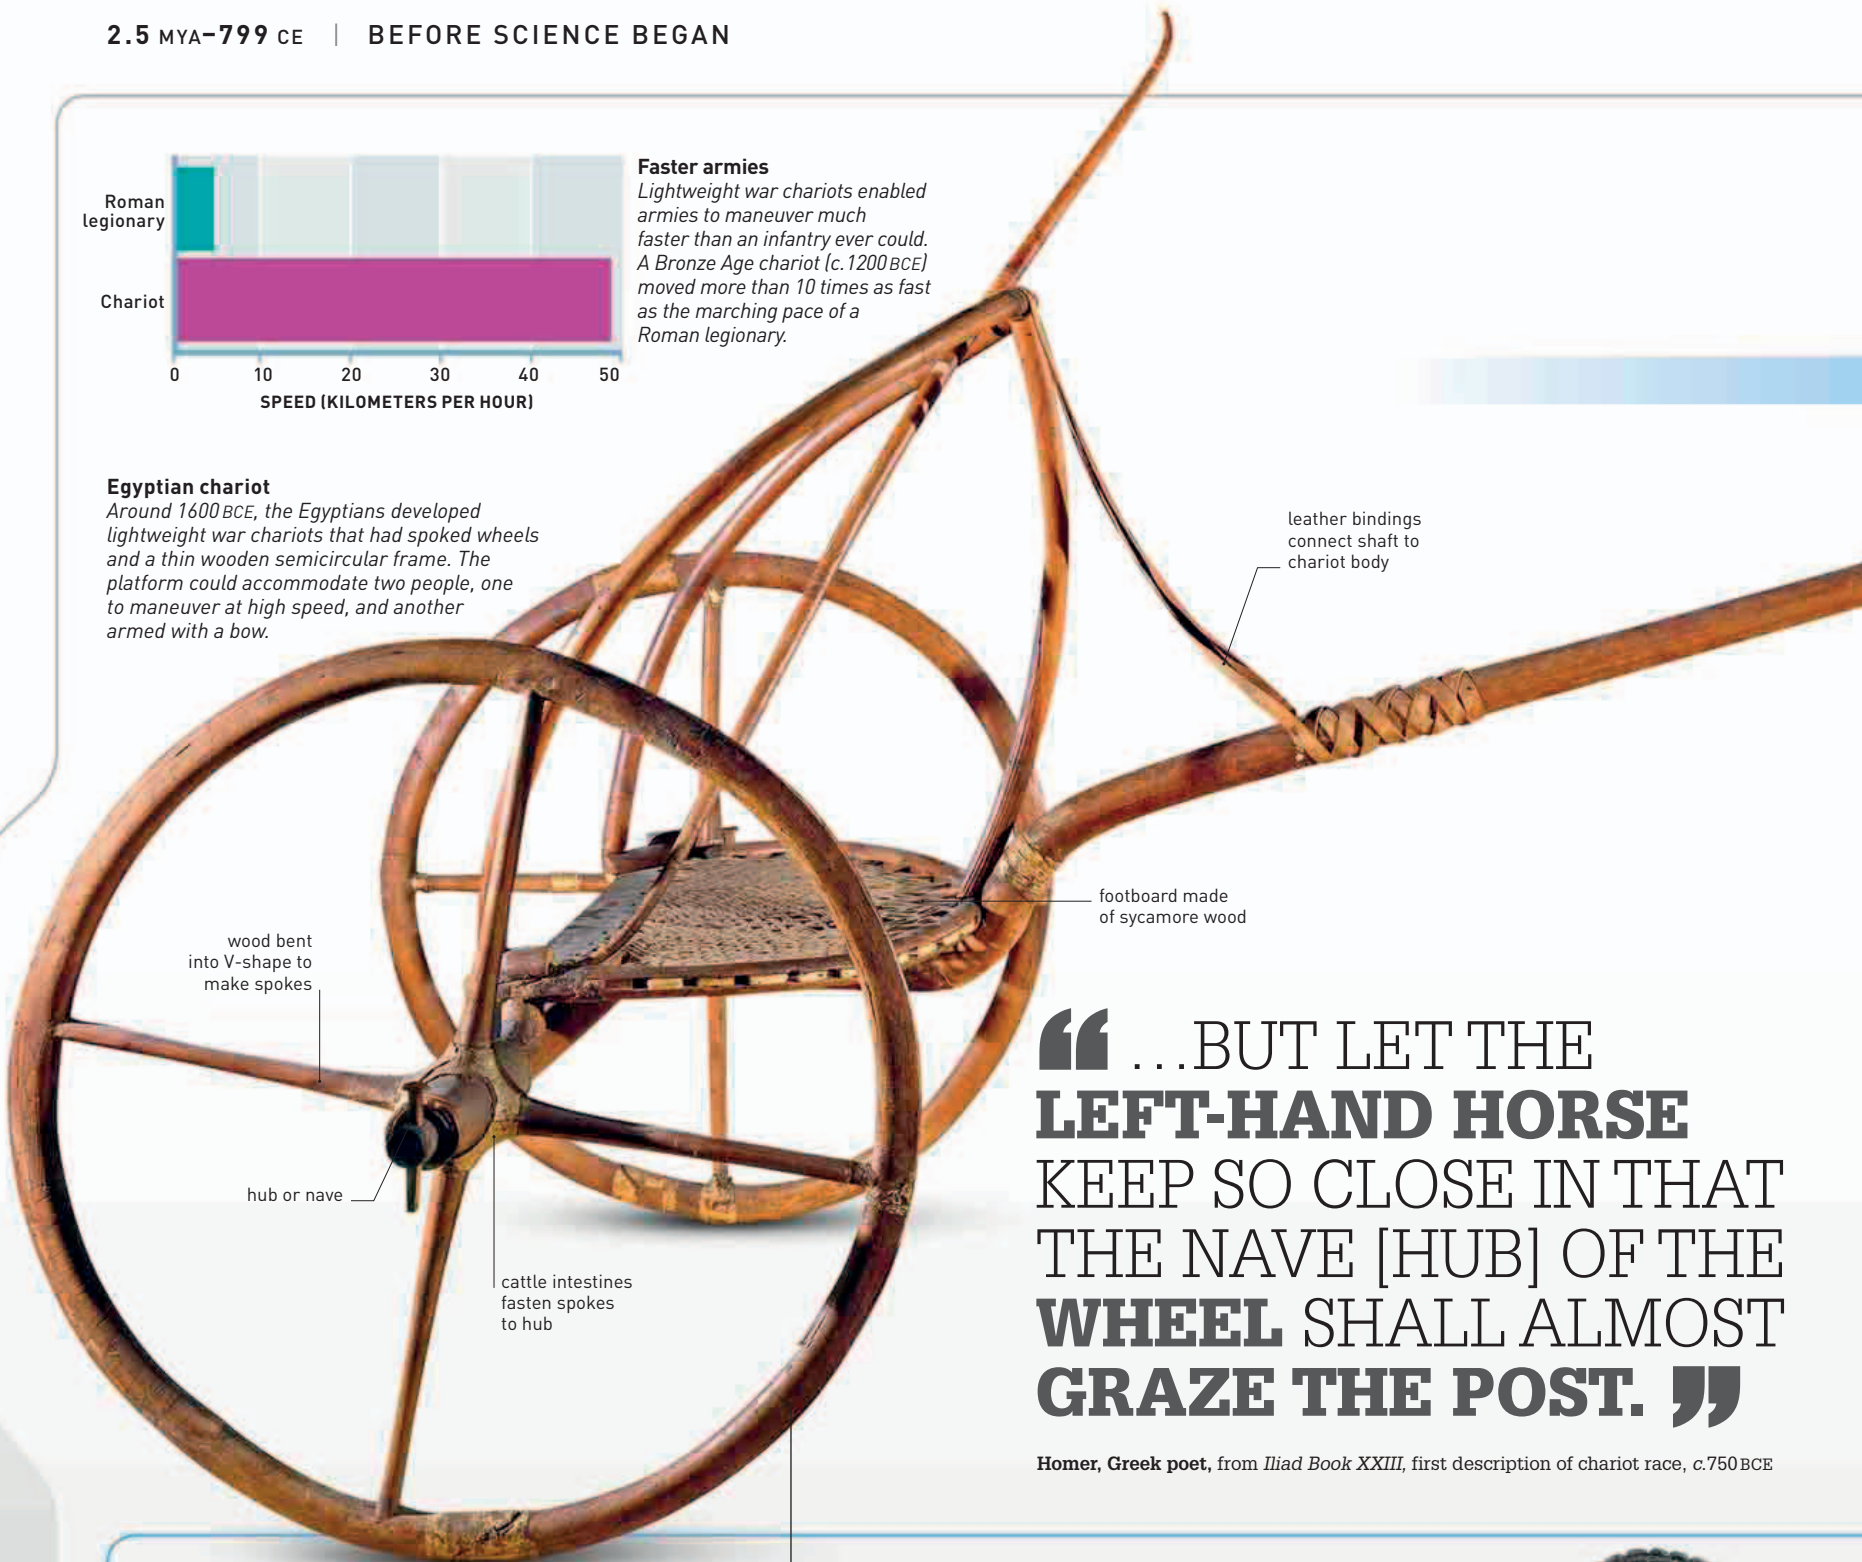 2.5 MYA–799 CE | BEFORE SCIENCE BEGAN
Roman
legionary
Chariot
0 10 20 30 40 50
SPEED (KILOMETERS PER HOUR)
Faster armies
Lightweight war chariots enabled
armies to maneuver much
faster than an infantry ever could.
A Bronze Age chariot (c.1200 BCE)
moved more than 10 times as fast
as the marching pace of a
Roman legionary.
Egyptian chariot
Around 1600 BCE, the Egyptians developed
lightweight war chariots that had spoked wheels
and a thin wooden semicircular frame. The
platform could accommodate two people, one
to maneuver at high speed, and another
armed with a bow.
leather bindings
connect shaft to
chariot body
footboard made
of sycamore wood
wood bent
into V-shape to
make spokes
hub or nave
cattle intestines
fasten spokes
to hub
“ ...BUT LET THE
LEFT-HAND HORSE
KEEP SO CLOSE IN THAT
THE NAVE [HUB] OF THE
WHEEL SHALL ALMOST
GRAZE THE POST. ”
Homer, Greek poet, from Iliad Book XXIII, first description of chariot race, c.750 BCE